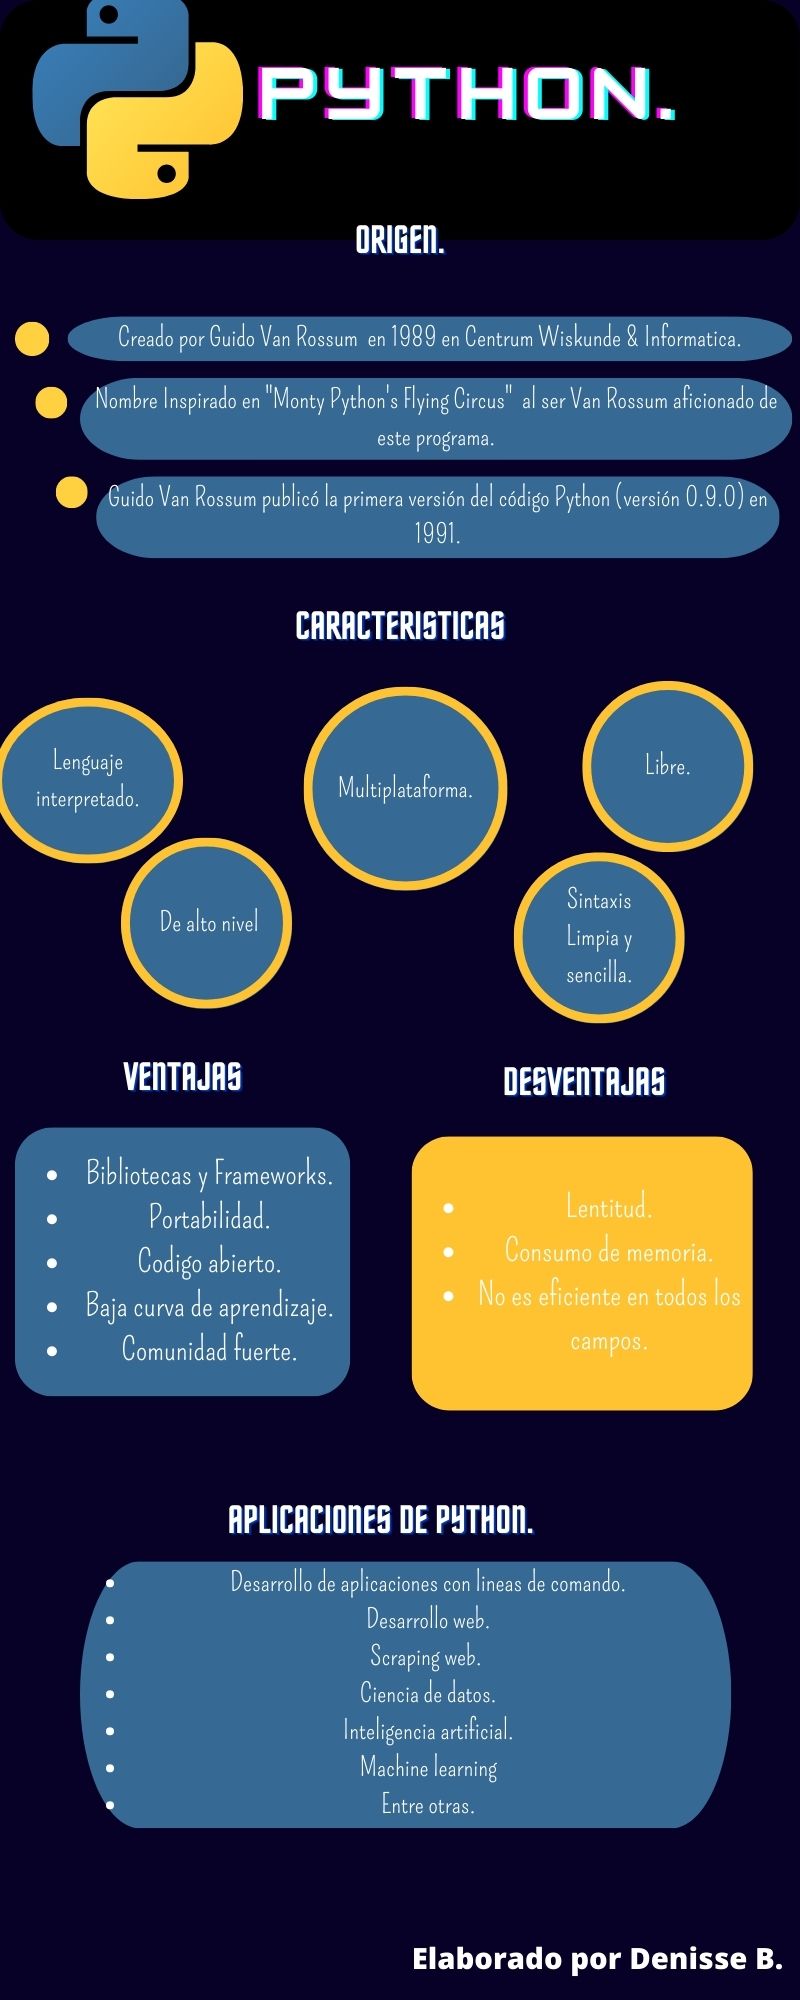 PYTHON.
ORIGEN.
Creado por Guido Van Rossum en 1989 en Centrum Wiskunde & Informatica.
Nombre Inspirado en "Monty Python's Flying Circus" al ser Van Rossum aficionado de
este programa.
Guido Van Rossum publicó la primera versión del código Python (versión 0.9.0) en
1991.
CARACTERISTICAS
Lenguaje
interpretado.
De alto nivel
Multiplataforma.
Libre.
Sintaxis
Limpia y
sencilla.
VENTAJAS
• Bibliotecas y Frameworks.
• Portabilidad.
• Codigo abierto.
• Baja curva de aprendizaje.
• Comunidad fuerte.
DESVENTAJAS
• Lentitud.
• Consumo de memoria.
• No es eficiente en todos los
campos.
APLICACIONES DE PYTHON.
• Desarrollo de aplicaciones con lineas de comando.
• Desarrollo web.
• Scraping web.
• Ciencia de datos.
• Inteligencia artificial.
• Machine learning
• Entre otras.
Elaborado por Denisse B.